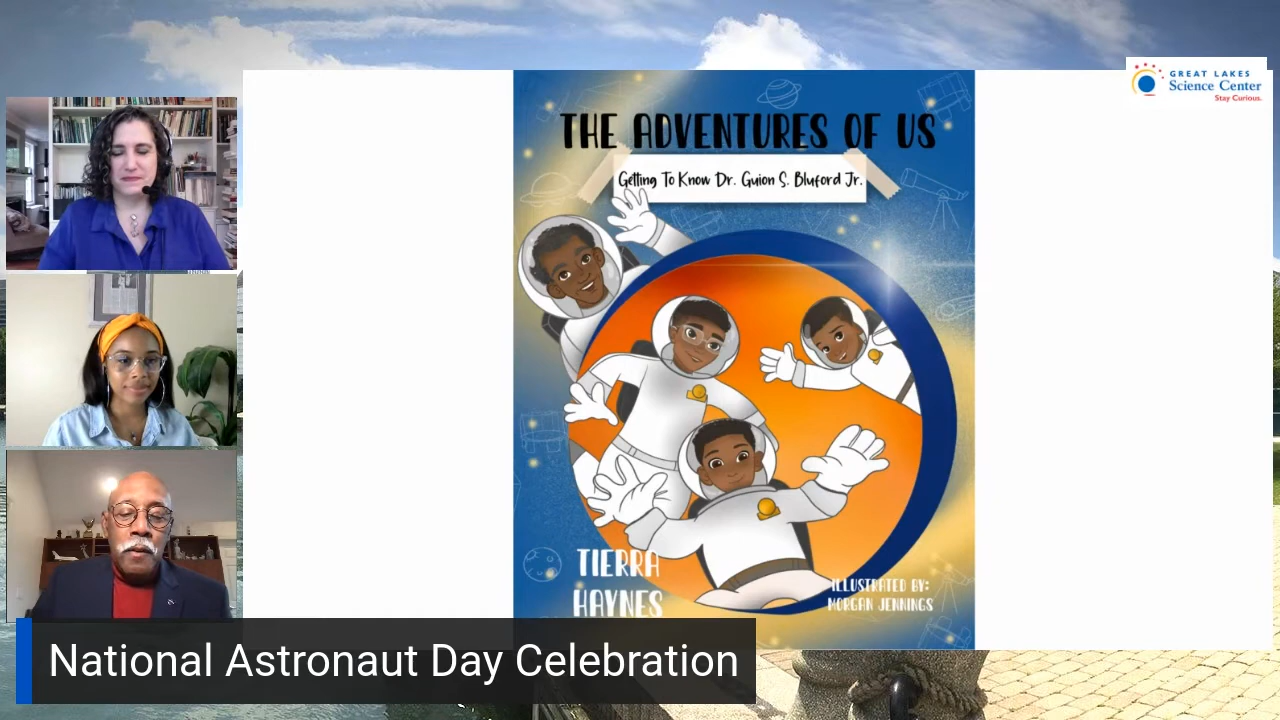 GREAT LAKES
Science Center
Stay Curious.
THE ADVENTURES OF US
Getting To Know Dr. Guion S. Bluford Jr.
TIERRA
HAYNES
ILLUSTRATED BY:
MORGAN JENNINGS
National Astronaut Day Celebration